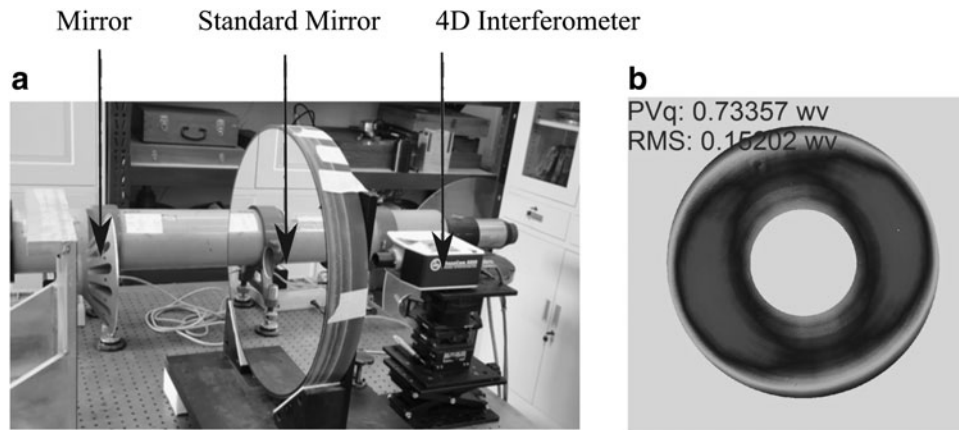 Mirror Standard Mirror 4D Interferometer
a
b
PVq: 0.73357 wv
RMS: 0.15202 wv